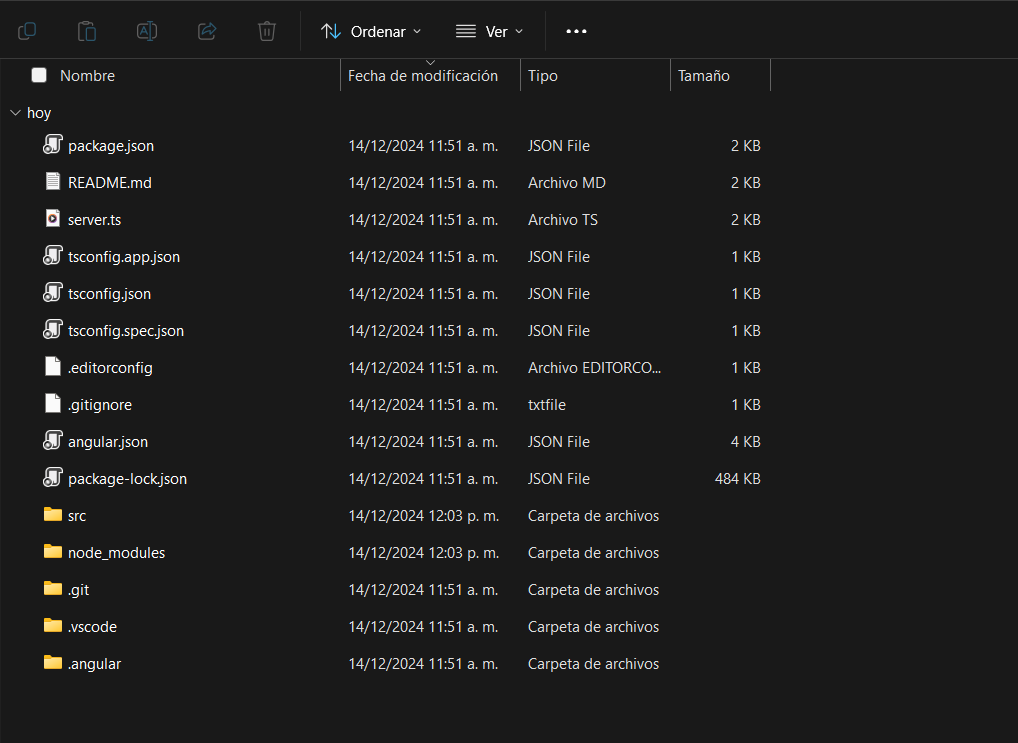 Ordenar Ver
Nombre Fecha de modificación Tipo Tamaño
hoy
package.json 14/12/2024 11:51 a. m. JSON File 2 KB
README.md 14/12/2024 11:51 a. m. Archivo MD 2 KB
server.ts 14/12/2024 11:51 a. m. Archivo TS 2 KB
tsconfig.app.json 14/12/2024 11:51 a. m. JSON File 1 KB
tsconfig.json 14/12/2024 11:51 a. m. JSON File 1 KB
tsconfig.spec.json 14/12/2024 11:51 a. m. JSON File 1 KB
.editorconfig 14/12/2024 11:51 a. m. Archivo EDITORCO... 1 KB
.gitignore 14/12/2024 11:51 a. m. txtfile 1 KB
angular.json 14/12/2024 11:51 a. m. JSON File 4 KB
package-lock.json 14/12/2024 11:51 a. m. JSON File 484 KB
src 14/12/2024 12:03 p. m. Carpeta de archivos
node_modules 14/12/2024 12:03 p. m. Carpeta de archivos
.git 14/12/2024 11:51 a. m. Carpeta de archivos
.vscode 14/12/2024 11:51 a. m. Carpeta de archivos
.angular 14/12/2024 11:51 a. m. Carpeta de archivos